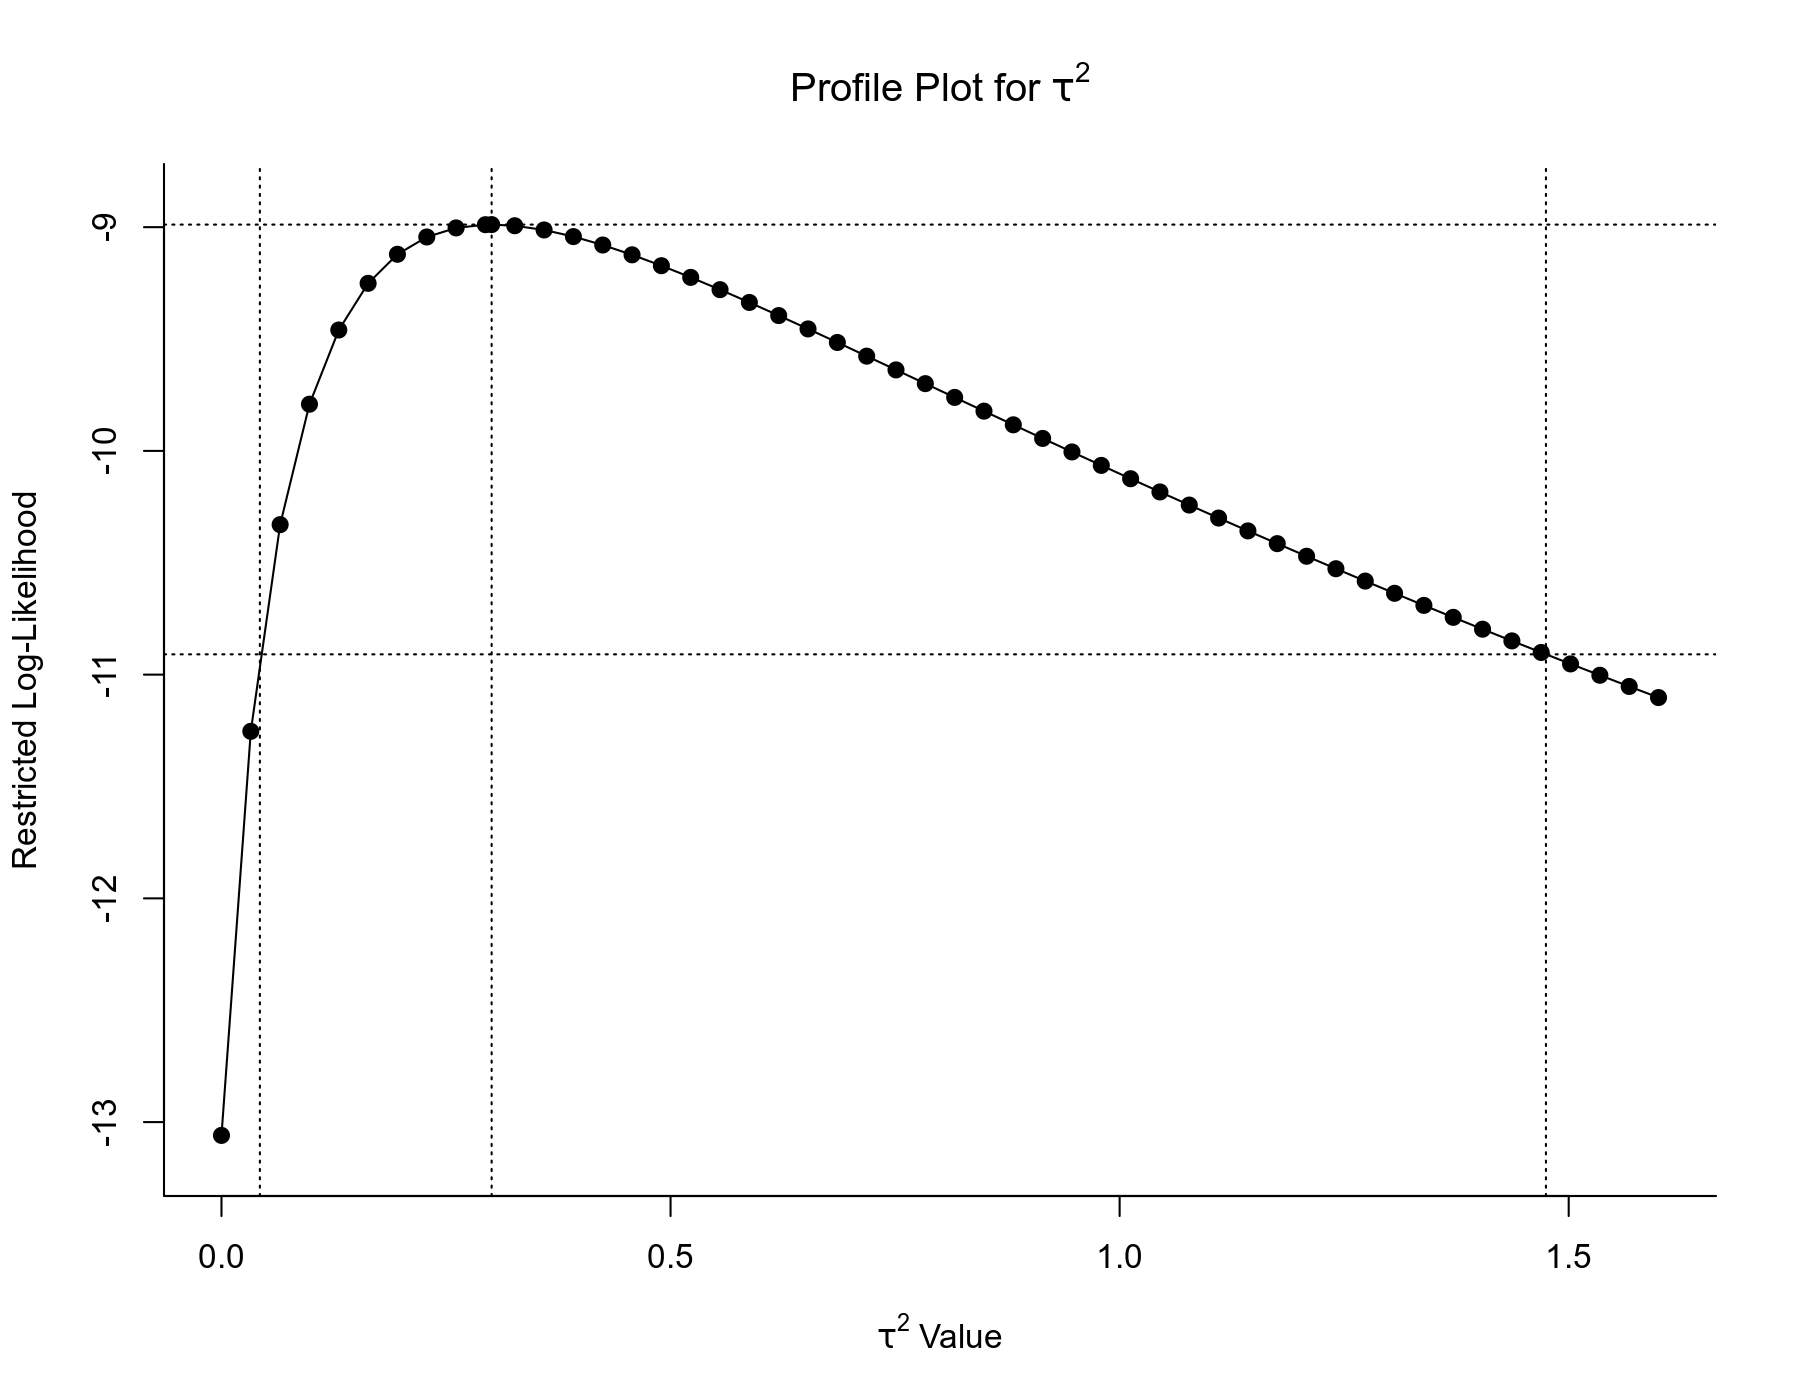 Profile Plot for τ²
Restricted Log-Likelihood
-9
-10
-11
-12
-13
0.0 0.5 1.0 1.5
τ² Value